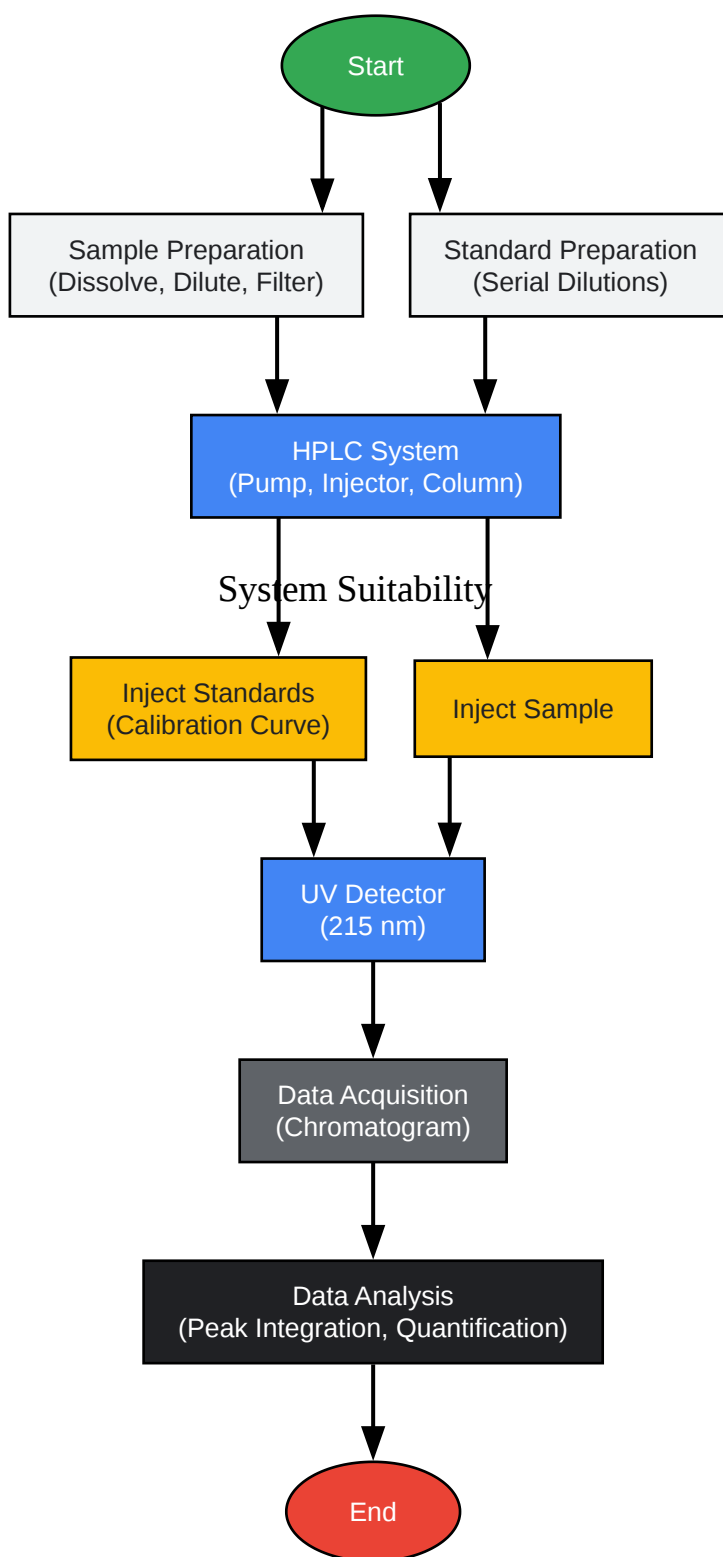 Start
Sample Preparation
(Dissolve, Dilute, Filter)
Standard Preparation
(Serial Dilutions)
HPLC System
(Pump, Injector, Column)
System Suitability
Inject Standards
(Calibration Curve)
Inject Sample
UV Detector
(215 nm)
Data Acquisition
(Chromatogram)
Data Analysis
(Peak Integration, Quantification)
End